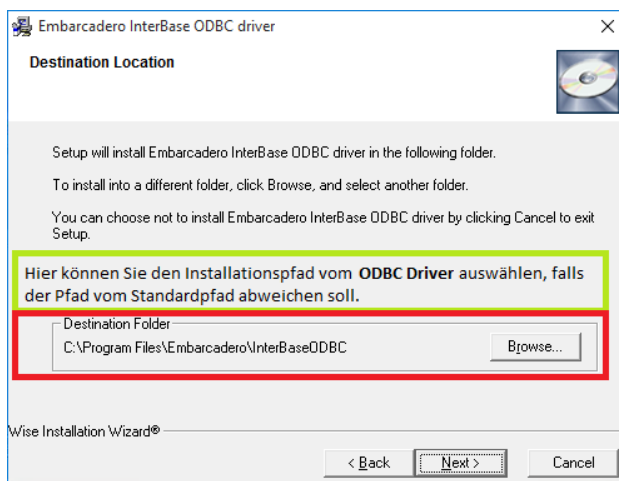 Embarcadero InterBase ODBC driver
Destination Location
Setup will install Embarcadero InterBase ODBC driver in the following folder.
To install into a different folder, click Browse, and select another folder.
You can choose not to install Embarcadero InterBase ODBC driver by clicking Cancel to exit
Setup.
Hier können Sie den Installationspfad vom ODBC Driver auswählen, falls
der Pfad vom Standardpfad abweichen soll.
Destination Folder
C:\Program Files\Embarcadero\InterBaseODBC
Browse...
Wise Installation Wizard®
< Back
Next >
Cancel